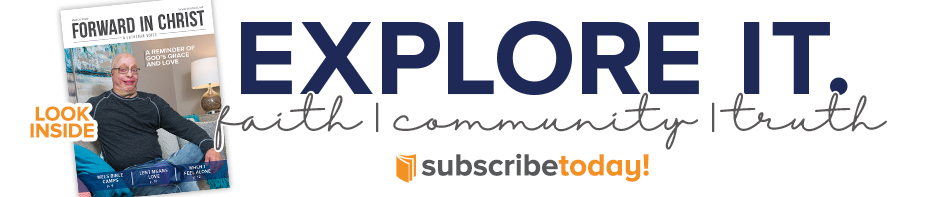 FORWARD IN CHRIST
A LUTHERAN VOICE
A REMINDER OF
GOD'S GRACE
AND LOVE
LOOK
INSIDE
WELS BIBLE
CAMPS
LENT MEANS
LOVE
WHEN I
FEEL ALONE
EXPLORE IT.
faith | community | truth
subscribetoday!